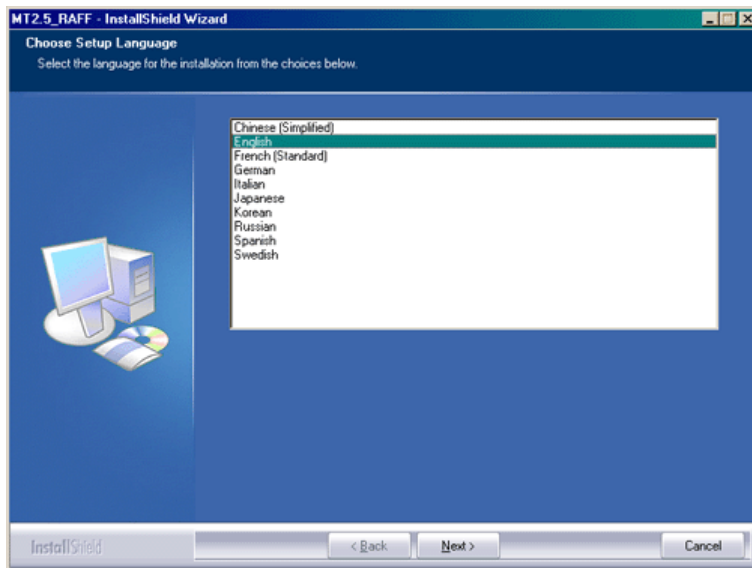 MT2.5_RAFF - InstallShield Wizard
Choose Setup Language
Select the language for the installation from the choices below.
Chinese (Simplified)
English
French (Standard)
German
Italian
Japanese
Korean
Russian
Spanish
Swedish
InstallShield
< Back
Next >
Cancel